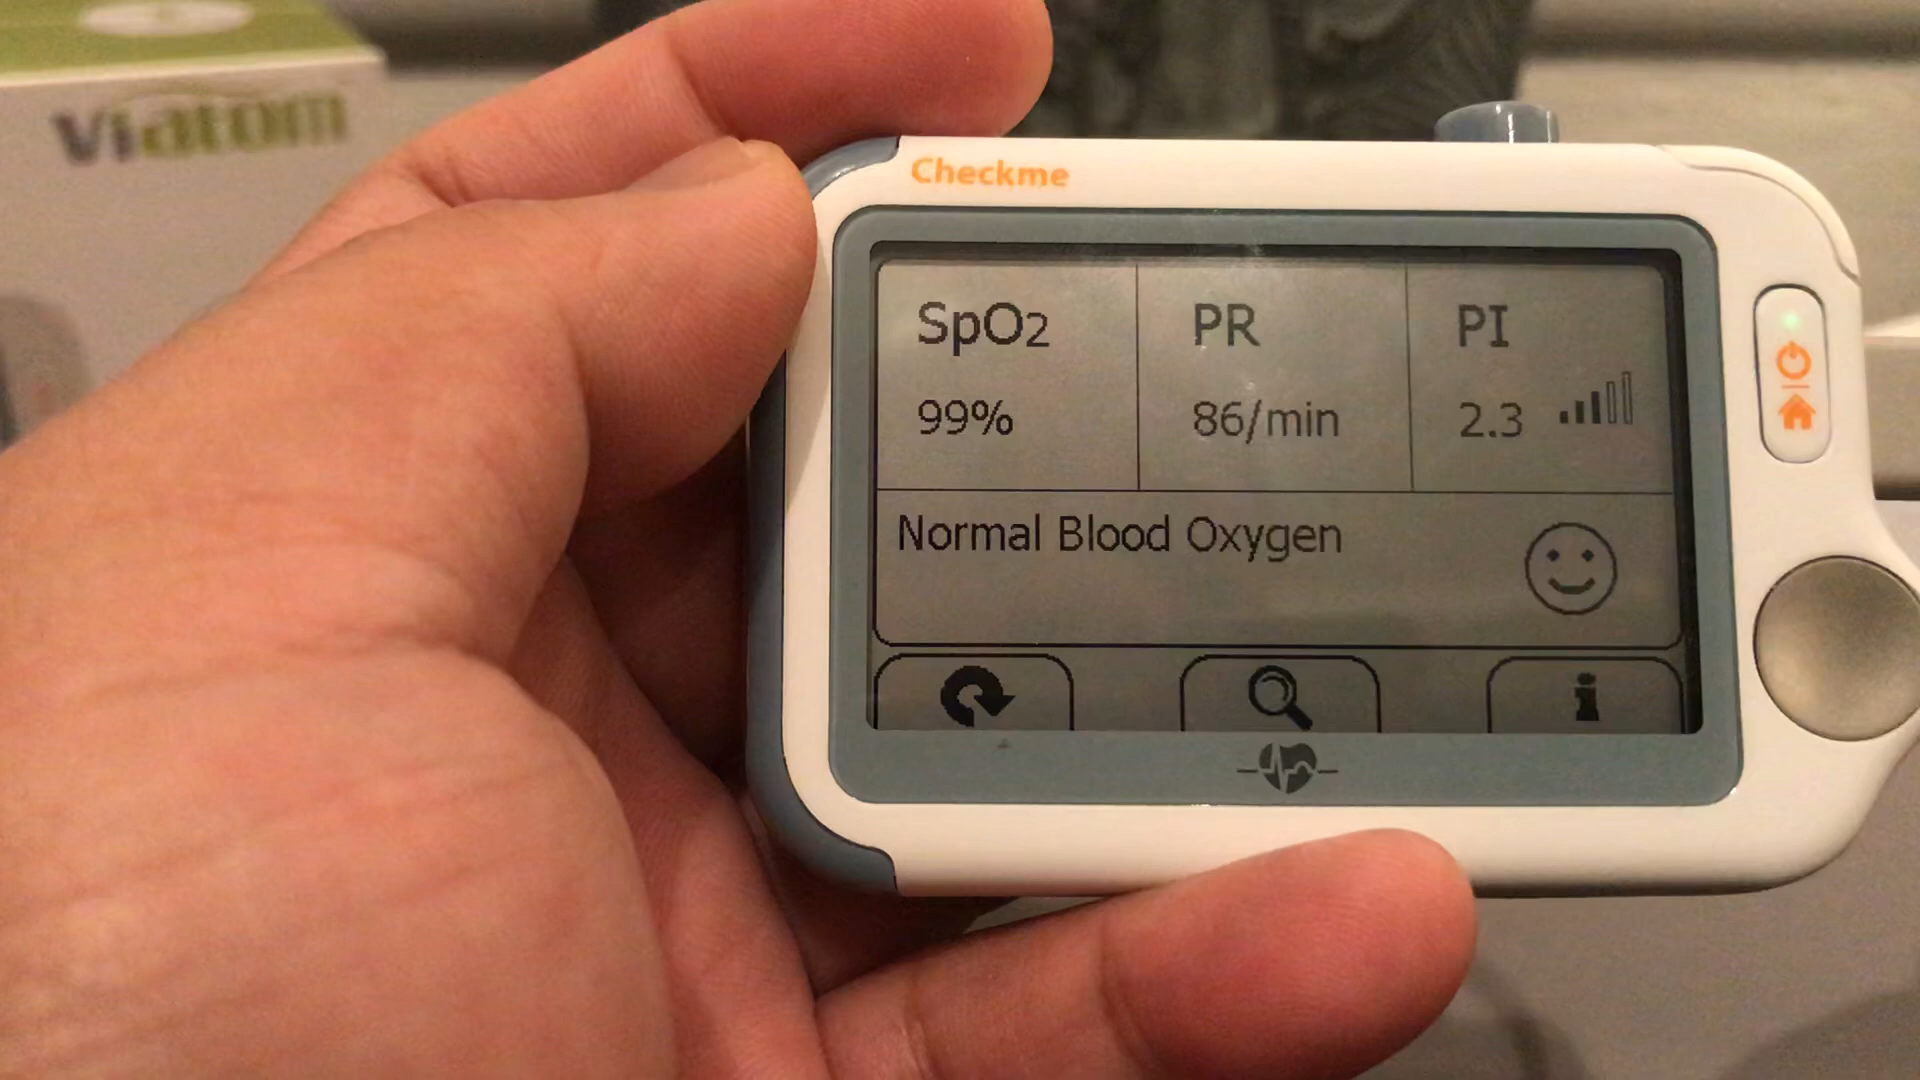 Viatom
Checkme
SpO2 PR PI
99% 86/min 2.3
Normal Blood Oxygen
i